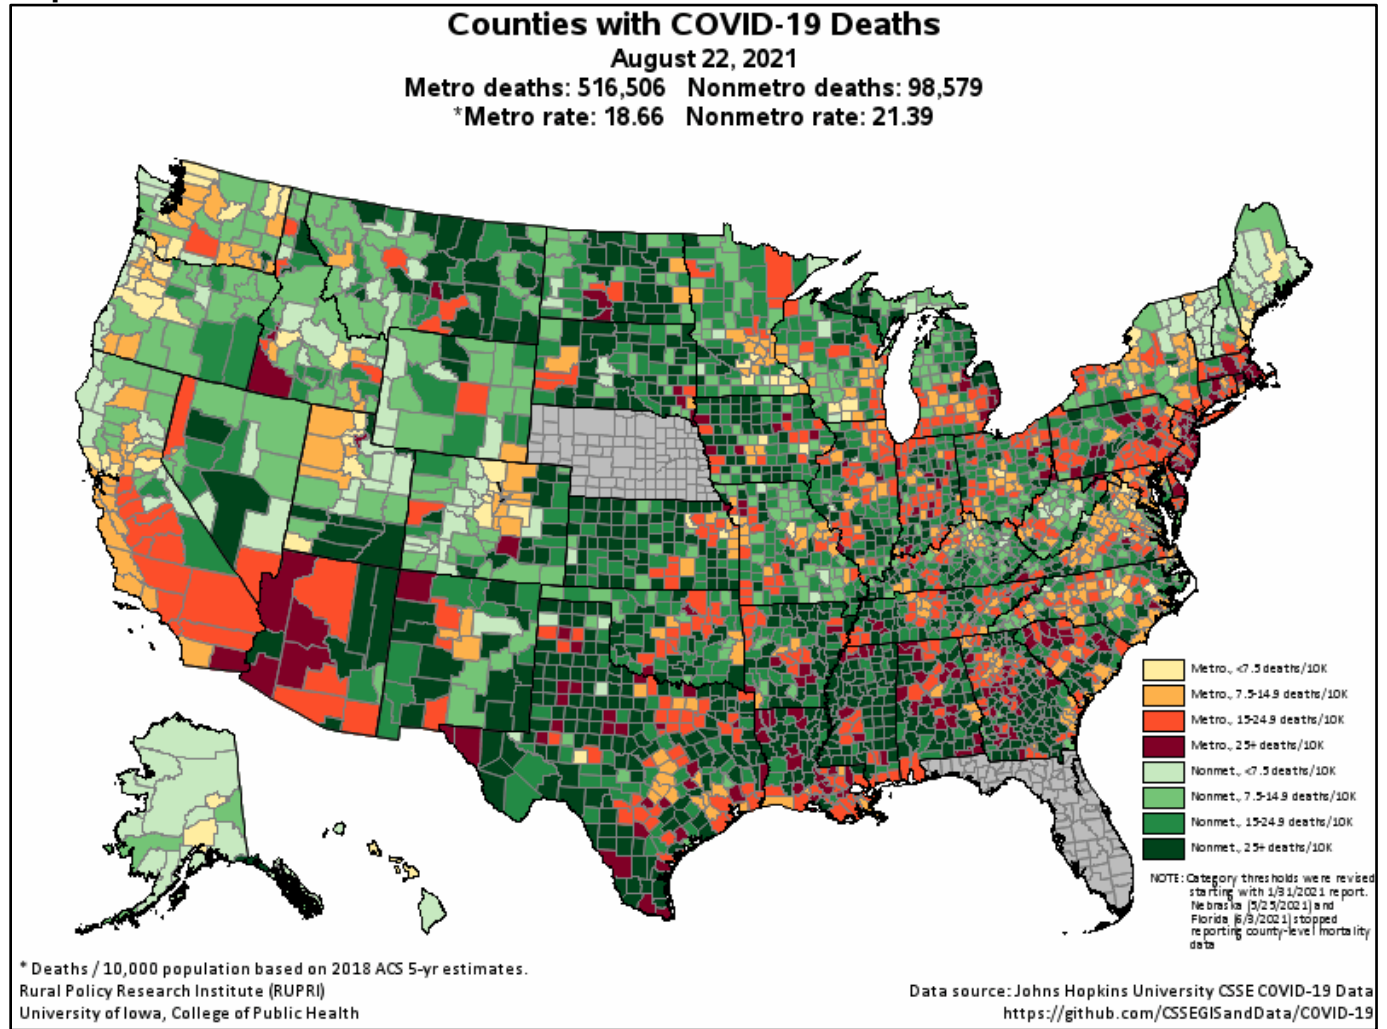 Counties with COVID-19 Deaths
August 22, 2021
Metro deaths: 516,506 Nonmetro deaths: 98,579
*Metro rate: 18.66 Nonmetro rate: 21.39
Metro., <7.5 deaths/10K
Metro., 7.5-14.9 deaths/10K
Metro., 15-24.9 deaths/10K
Metro., 25+ deaths/10K
Nonmet., <7.5 deaths/10K
Nonmet., 7.5-14.9 deaths/10K
Nonmet., 15-24.9 deaths/10K
Nonmet., 25+ deaths/10K
NOTE: Category thresholds were revised
starting with 1/31/2021 report.
Nebraska (5/25/2021) and
Florida (6/3/2021) stopped
reporting county-level mortality
data
* Deaths / 10,000 population based on 2018 ACS 5-yr estimates.
Rural Policy Research Institute (RUPRI)
University of Iowa, College of Public Health
Data source: Johns Hopkins University CSSE COVID-19 Data
https://github.com/CSSEGISandData/COVID-19